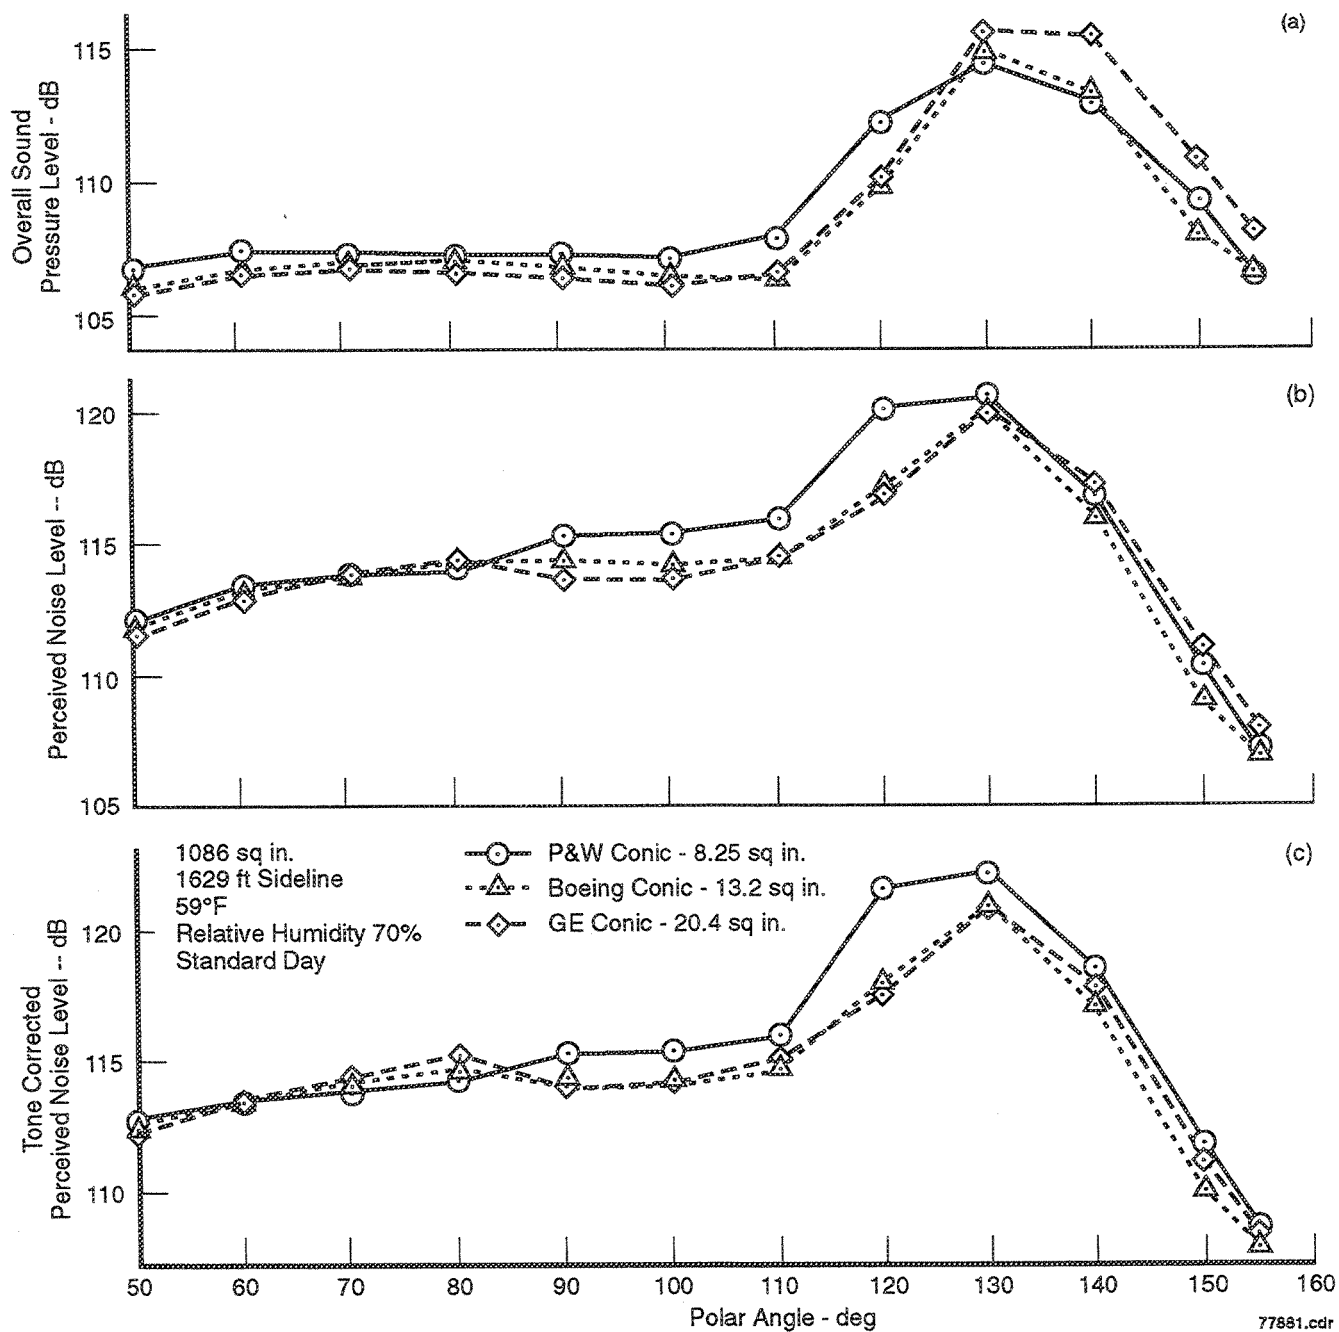 (a)
115
110
105
Overall Sound
Pressure Level - dB
(b)
120
115
110
105
Perceived Noise Level -- dB
(c)
1086 sq in.
1629 ft Sideline
59°F
Relative Humidity 70%
Standard Day
P&W Conic - 8.25 sq in.
Boeing Conic - 13.2 sq in.
GE Conic - 20.4 sq in.
120
115
110
Tone Corrected
Perceived Noise Level -- dB
50 60 70 80 90 100 110 120 130 140 150 160
Polar Angle - deg
77881.cdr